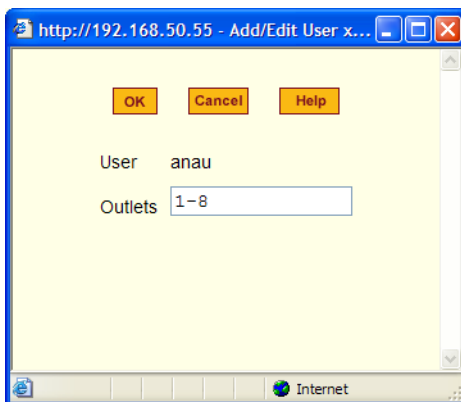 http://192.168.50.55 - Add/Edit User x...
OK Cancel Help
User anau
Outlets 1-8
Internet